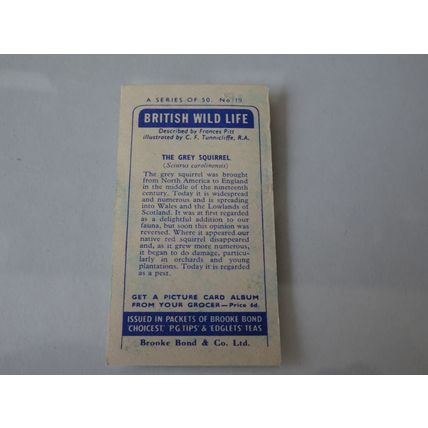 A SERIES OF 50. No 19
BRITISH WILD LIFE
Described by Frances Pitt
illustrated by C. F. Tunnicliffe, R.A.
THE GREY SQUIRREL
(Sciurus carolinensis)
The grey squirrel was brought
from North America to England
in the middle of the nineteenth
century. Today it is widespread
and numerous and is spreading
into Wales and the Lowlands of
Scotland. It was at first regarded
as a delightful addition to our
fauna, but soon this opinion was
reversed. Where it appeared our
native red squirrel disappeared
and, as it grew more numerous,
it began to do damage, particu-
larly in orchards and young
plantations. Today it is regarded
as a pest.
GET A PICTURE CARD ALBUM
FROM YOUR GROCER—Price 6d.
ISSUED IN PACKETS OF BROOKE BOND
'CHOICEST', 'P.G.TIPS' & 'EDGLETS' TEAS
Brooke Bond & Co. Ltd.